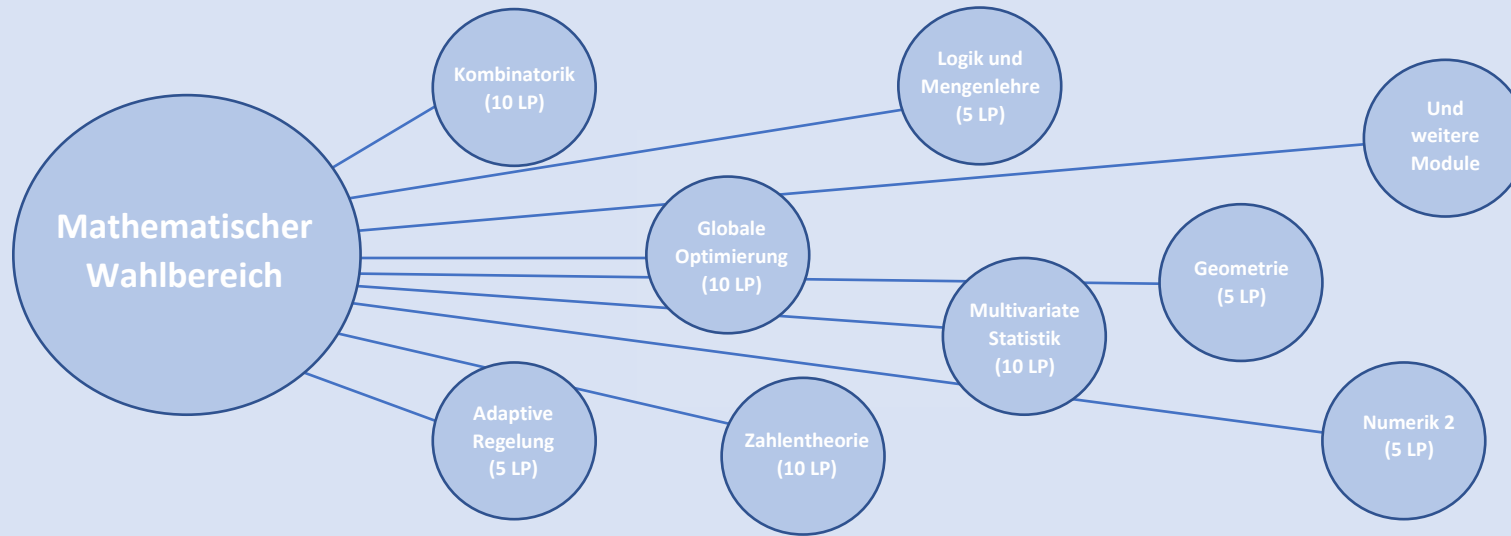 Mathematischer
Wahlbereich
Kombinatorik
(10 LP)
Logik und
Mengenlehre
(5 LP)
Und
weitere
Module
Globale
Optimierung
(10 LP)
Geometrie
(5 LP)
Multivariate
Statistik
(10 LP)
Adaptive
Regelung
(5 LP)
Zahlentheorie
(10 LP)
Numerik 2
(5 LP)